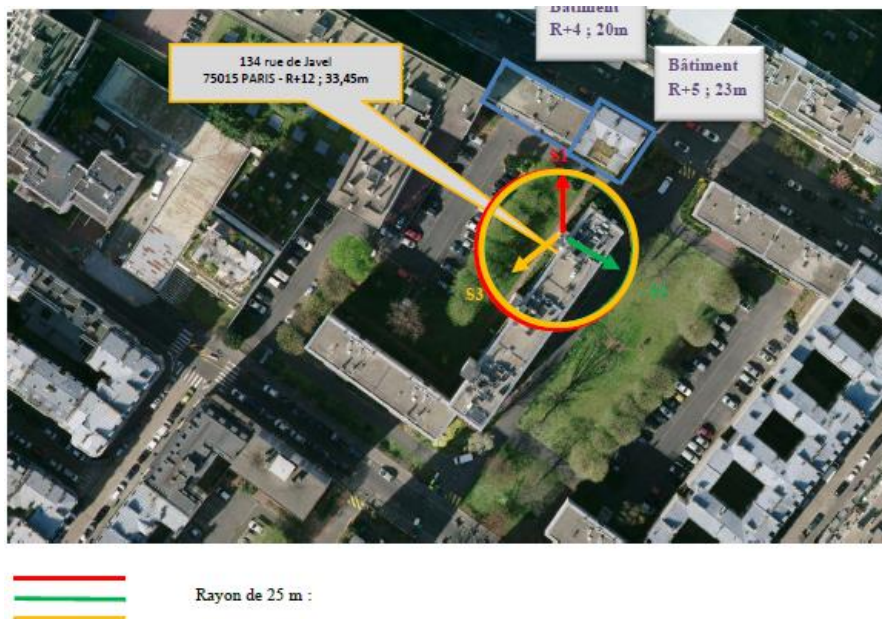 Bâtiment
R+4 ; 20m
134 rue de Javel
75015 PARIS - R+12 ; 33,45m
Bâtiment
R+5 ; 23m
S1
S3
Rayon de 25 m :